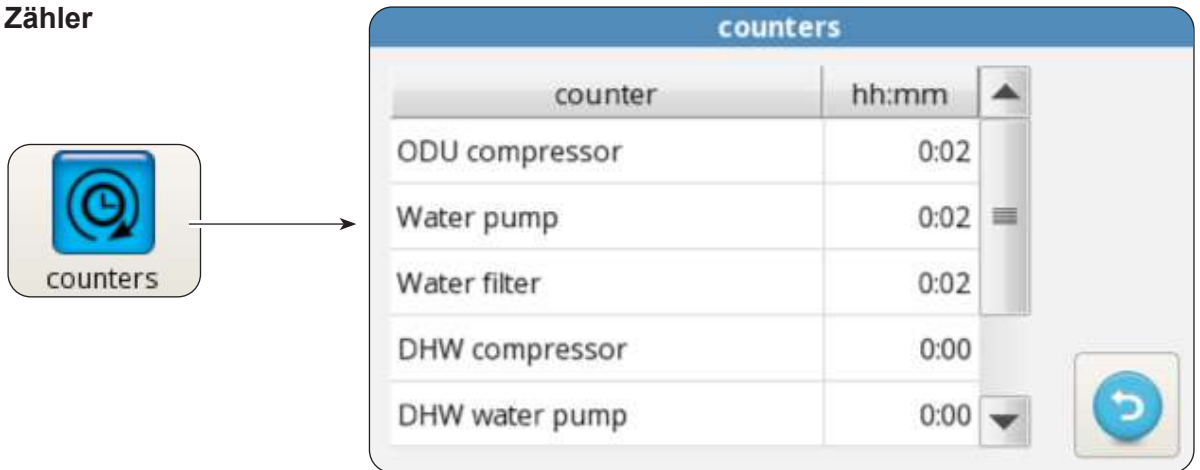 Zähler
counters
counters
counter hh:mm
ODU compressor 0:02
Water pump 0:02
Water filter 0:02
DHW compressor 0:00
DHW water pump 0:00